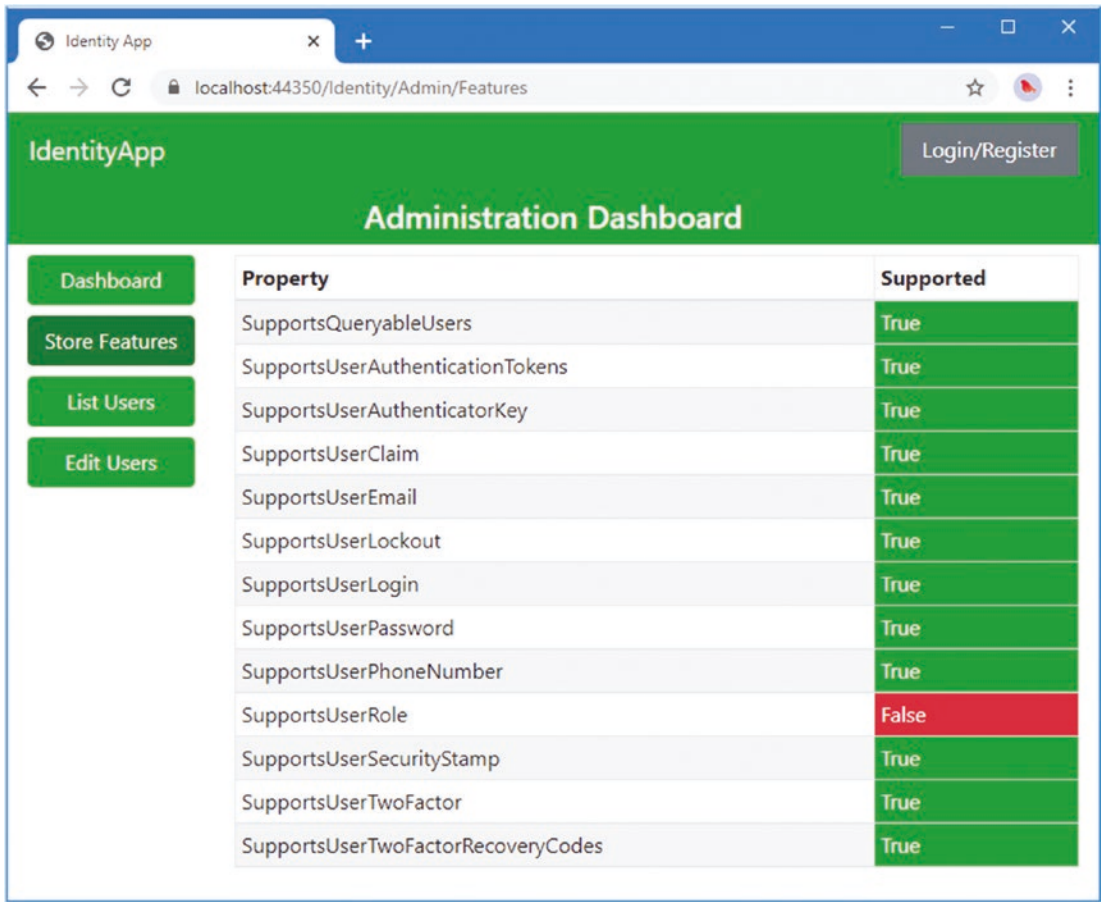 Identity App
localhost:44350/Identity/Admin/Features
IdentityApp
Login/Register
Administration Dashboard
Dashboard
Store Features
List Users
Edit Users
Property Supported
SupportsQueryableUsers True
SupportsUserAuthenticationTokens True
SupportsUserAuthenticatorKey True
SupportsUserClaim True
SupportsUserEmail True
SupportsUserLockout True
SupportsUserLogin True
SupportsUserPassword True
SupportsUserPhoneNumber True
SupportsUserRole False
SupportsUserSecurityStamp True
SupportsUserTwoFactor True
SupportsUserTwoFactorRecoveryCodes True